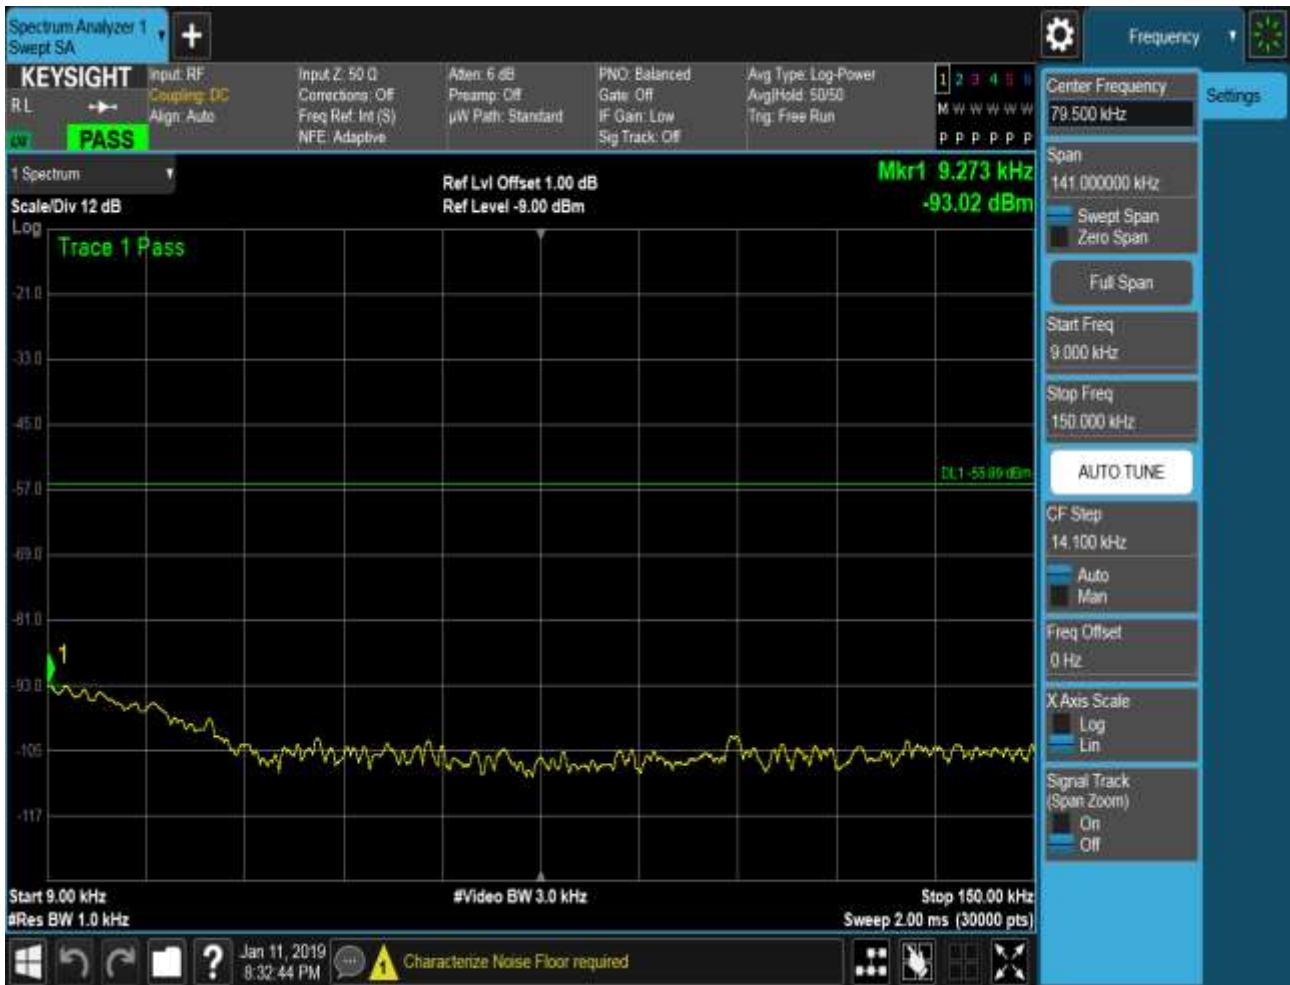 Spectrum Analyzer 1
Swept SA
Frequency
KEYSIGHT
R L
PASS
Input: RF
Coupling: DC
Align: Auto
Input Z: 50 Ω
Corrections: Off
Freq Ref: Int (S)
NFE: Adaptive
Atten: 6 dB
Preamp: Off
µW Path: Standard
PNO: Balanced
Gate: Off
IF Gain: Low
Sig Track: Off
Avg Type: Log-Power
Avg|Hold: 50/50
Trig: Free Run
1 2 3 4 5 6
M W W W W W
P P P P P P
1 Spectrum
Scale/Div 12 dB
Log
Ref Lvl Offset 1.00 dB
Ref Level -9.00 dBm
Mkr1 9.273 kHz
-93.02 dBm
Trace 1 Pass
-21.0
-33.0
-45.0
DL1 -55.89 dBm
-57.0
-69.0
-81.0
1
-93.0
-105
-117
Start 9.00 kHz
#Res BW 1.0 kHz
#Video BW 3.0 kHz
Stop 150.00 kHz
Sweep 2.00 ms (30000 pts)
Center Frequency
79.500 kHz
Settings
Span
141.000000 kHz
Swept Span
Zero Span
Full Span
Start Freq
9.000 kHz
Stop Freq
150.000 kHz
AUTO TUNE
CF Step
14.100 kHz
Auto
Man
Freq Offset
0 Hz
X Axis Scale
Log
Lin
Signal Track
(Span Zoom)
On
Off
?
Jan 11, 2019
8:32:44 PM
1
Characterize Noise Floor required